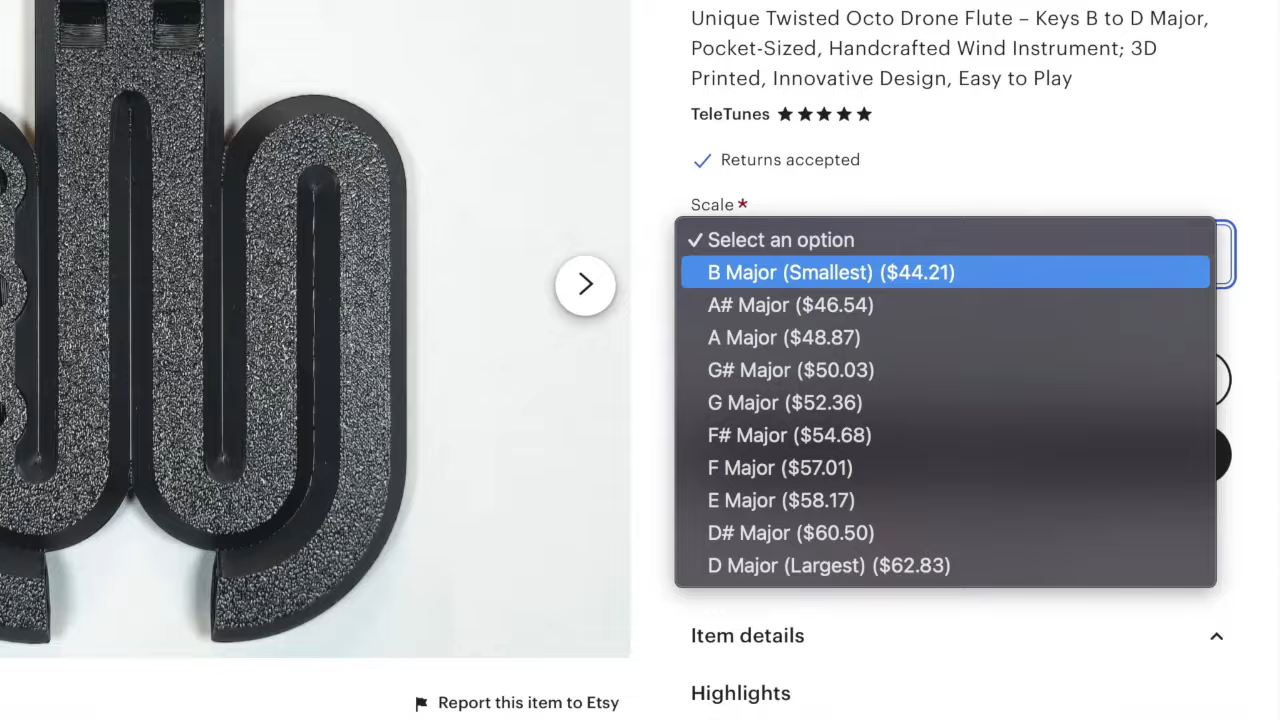 Unique Twisted Octo Drone Flute – Keys B to D Major,
Pocket-Sized, Handcrafted Wind Instrument; 3D
Printed, Innovative Design, Easy to Play
TeleTunes ★★★★★
✓ Returns accepted
Scale *
✓ Select an option
B Major (Smallest) ($44.21)
A# Major ($46.54)
A Major ($48.87)
G# Major ($50.03)
G Major ($52.36)
F# Major ($54.68)
F Major ($57.01)
E Major ($58.17)
D# Major ($60.50)
D Major (Largest) ($62.83)
Item details
Highlights
Report this item to Etsy